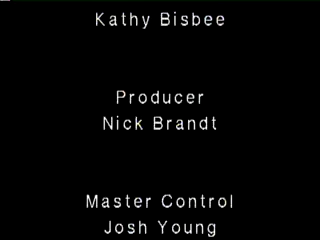 Kathy Bisbee
Producer
Nick Brandt
Master Control
Josh Young